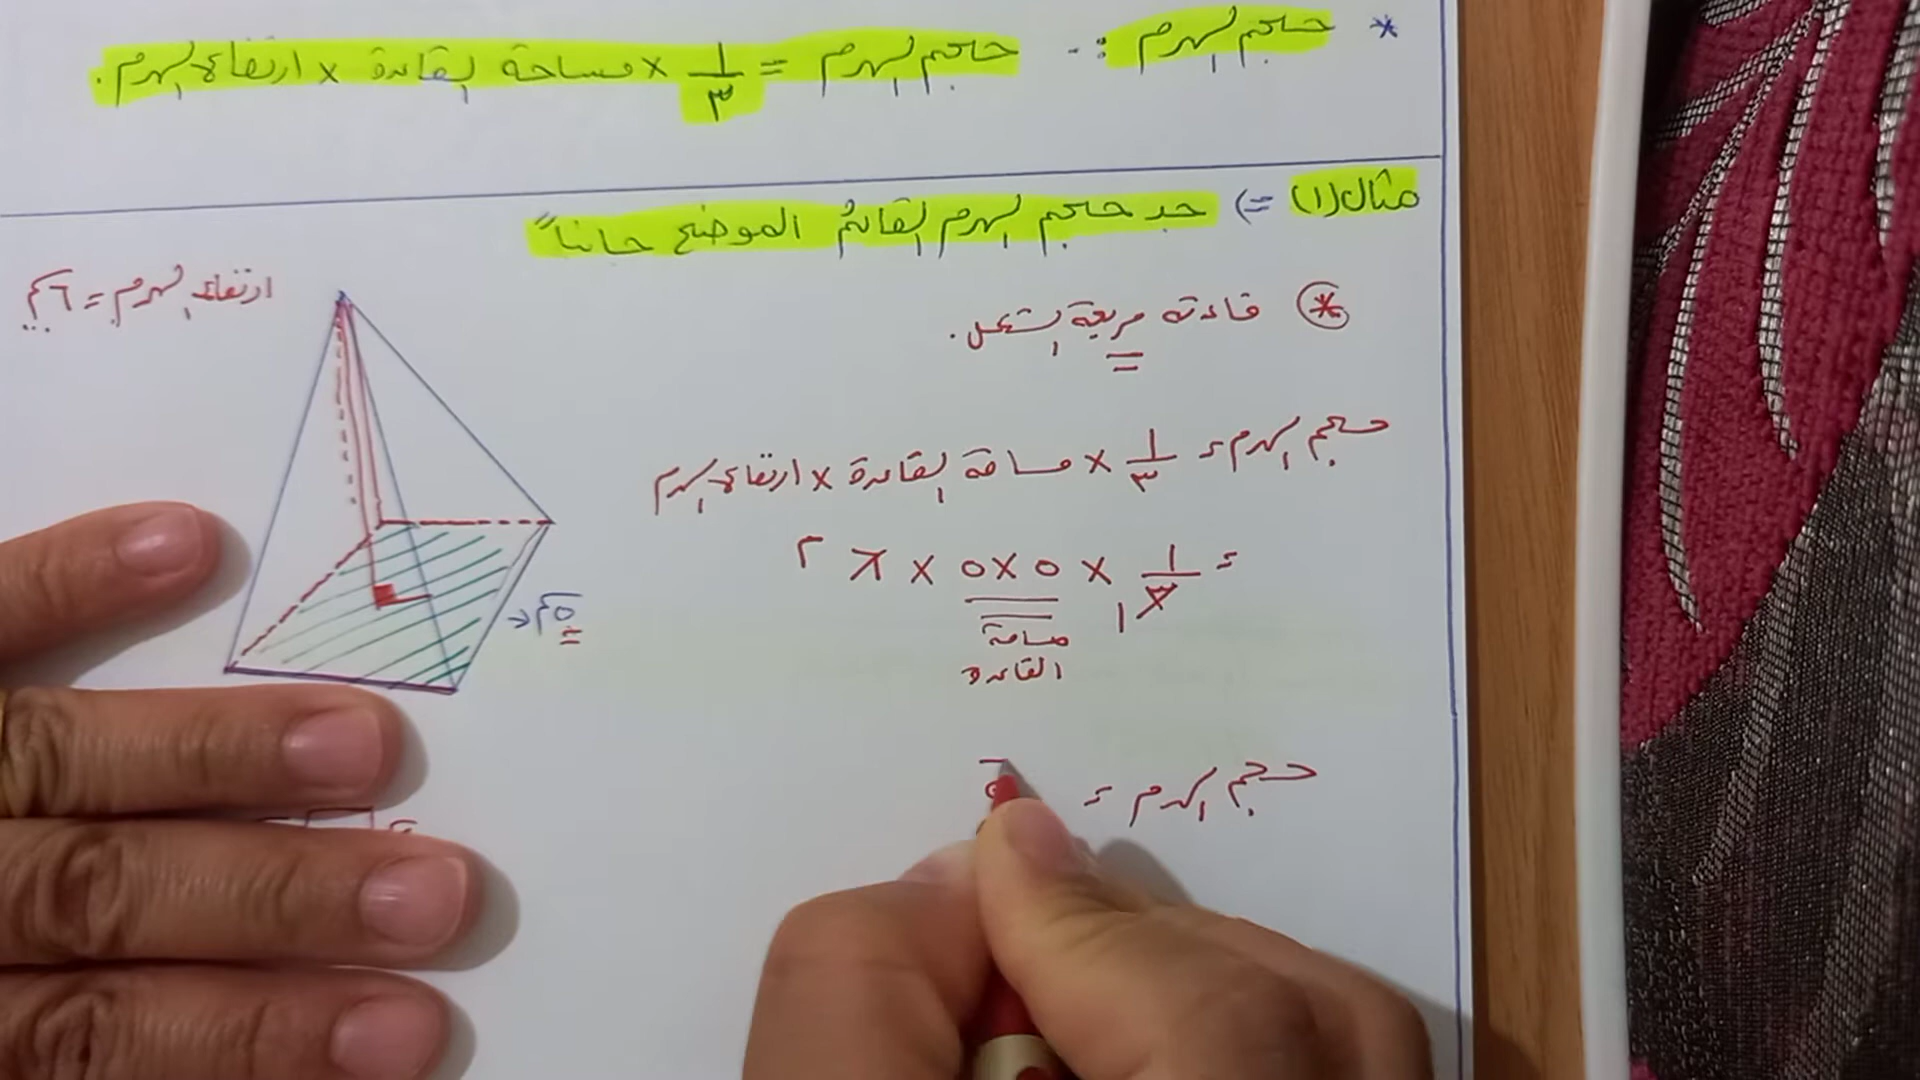 * حجم الهرم :- حجم الهرم = ١/٣ × مساحة القاعدة × ارتفاع الهرم.
مثال(١) => جد حجم الهرم القائم الموضح جانباً
ارتفاع الهرم = ٦سم
* قاعدته مربعة الشكل.
حجم الهرم = ١/٣ × مساحة القاعدة × ارتفاع الهرم
= ١/٣ ١ × ٥×٥ × ٦ ٢
مساحة
القاعدة
٥سم
حجم الهرم =